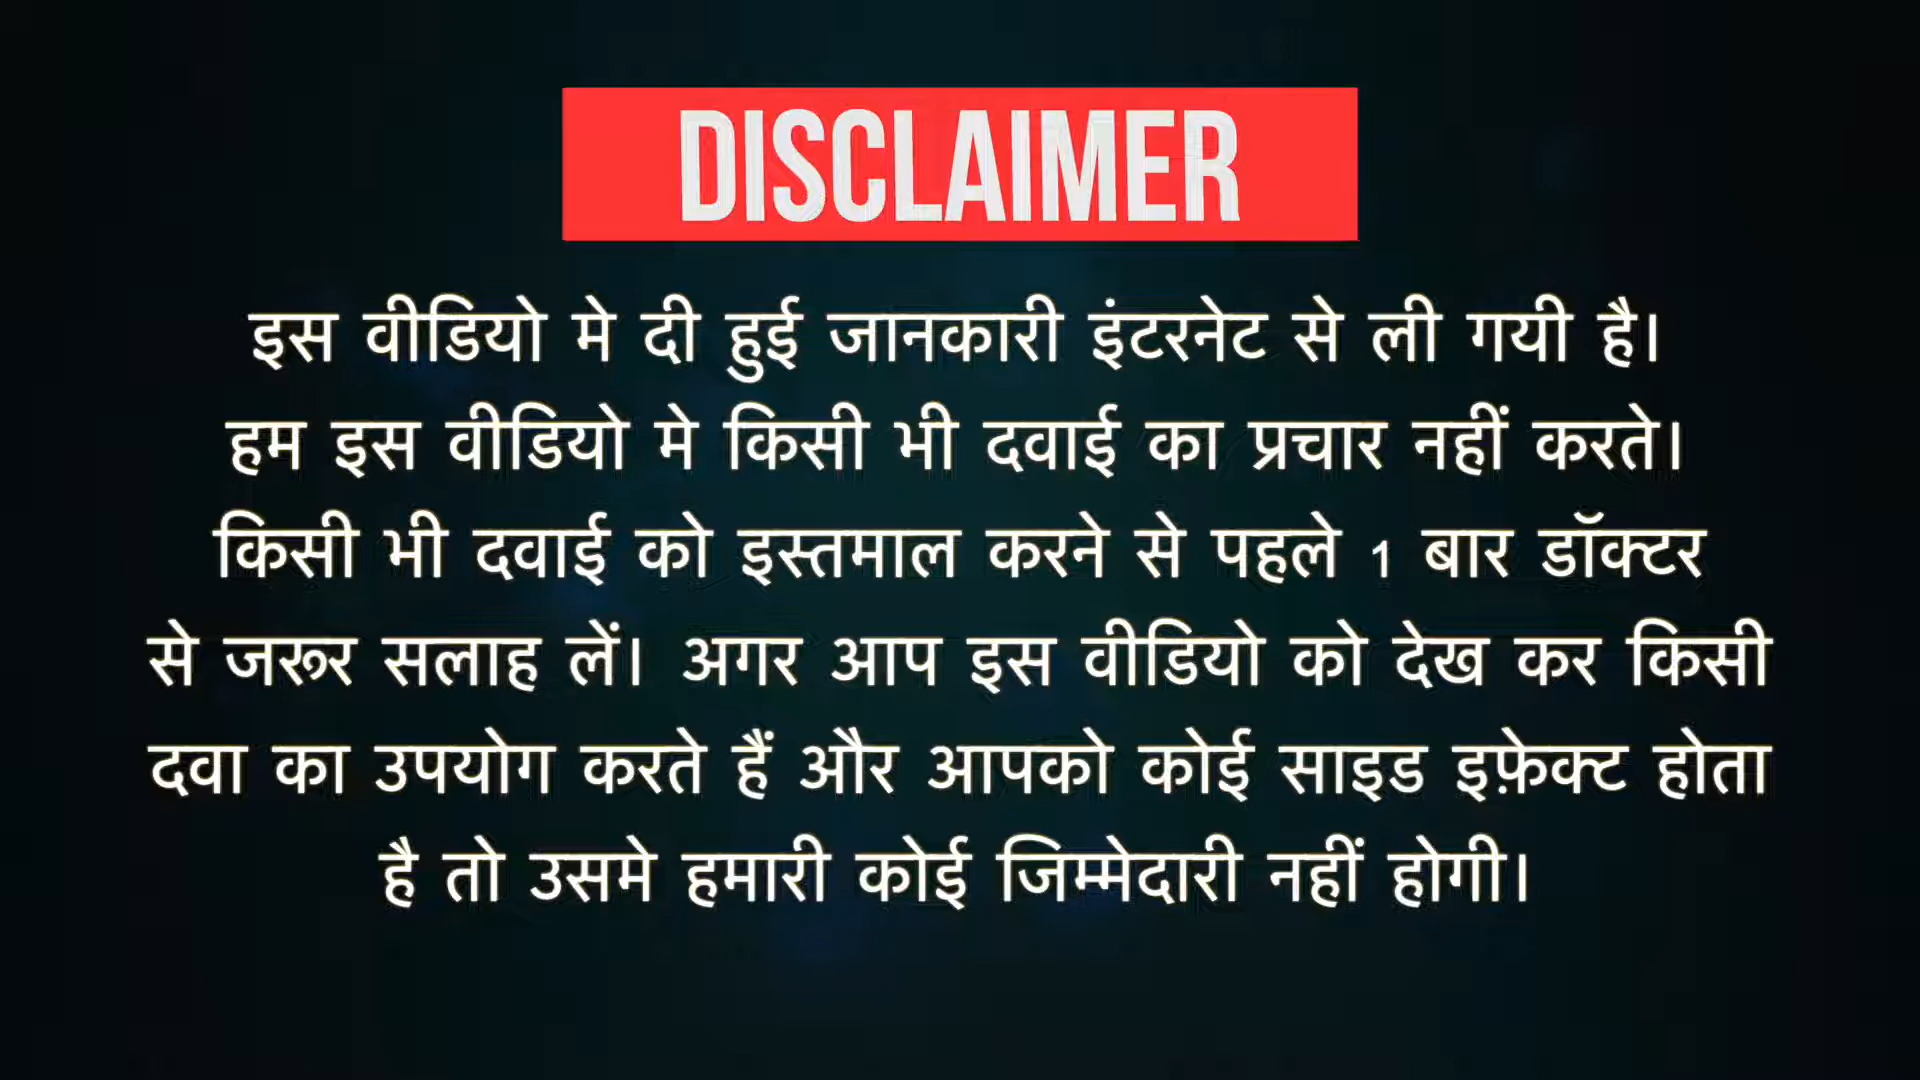 DISCLAIMER
इस वीडियो मे दी हुई जानकारी इंटरनेट से ली गयी है।
हम इस वीडियो मे किसी भी दवाई का प्रचार नहीं करते।
किसी भी दवाई को इस्तमाल करने से पहले 1 बार डॉक्टर
से जरूर सलाह लें। अगर आप इस वीडियो को देख कर किसी
दवा का उपयोग करते हैं और आपको कोई साइड इफ़ेक्ट होता
है तो उसमे हमारी कोई जिम्मेदारी नहीं होगी।